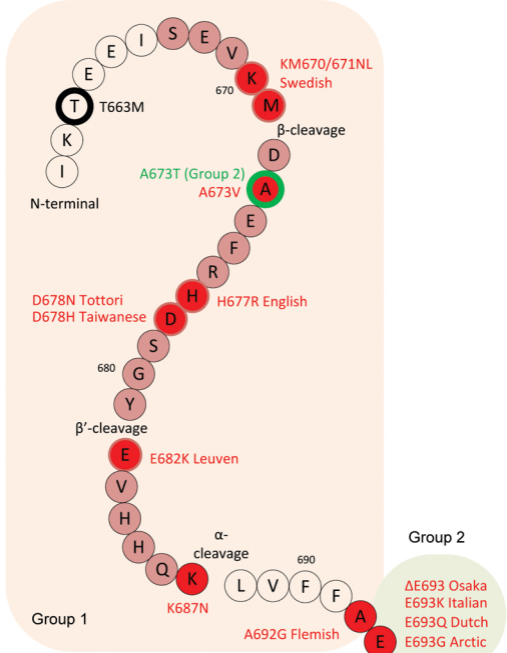 I
K
T
T663M
E
E
I
S
E
V
K
670
M
KM670/671NL
Swedish
β-cleavage
N-terminal
D
A673T (Group 2)
A673V
A
E
F
R
H
H677R English
D678N Tottori
D678H Taiwanese
D
S
680
G
Y
β’-cleavage
E
E682K Leuven
V
H
H
Q
K
K687N
α-
cleavage
L
V
690
F
F
A
A692G Flemish
E
Group 1
Group 2
ΔE693 Osaka
E693K Italian
E693Q Dutch
E693G Arctic